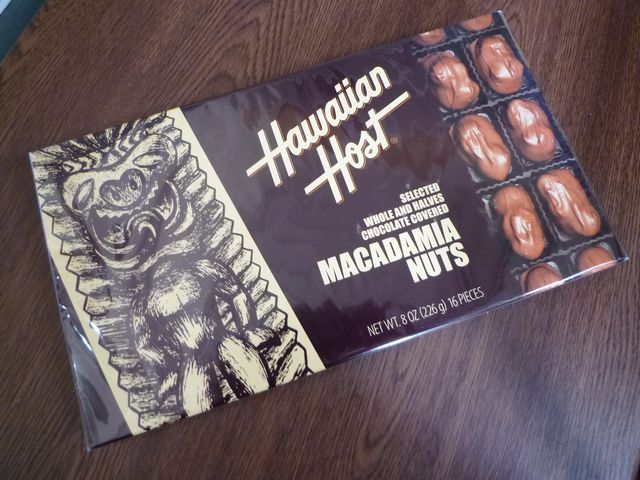 Hawaiian
Host®
SELECTED
WHOLE AND HALVES
CHOCOLATE COVERED
MACADAMIA
NUTS
NET WT. 8 OZ (226 g) 16 PIECES